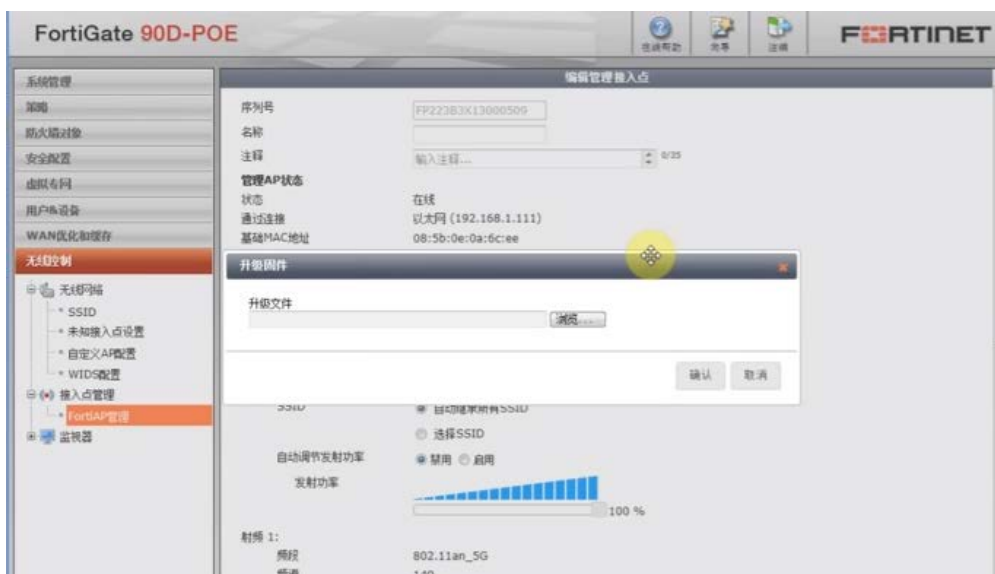 FortiGate 90D-POE
在线帮助
向导
注销
FORTINET
系统管理
策略
防火墙对象
安全配置
虚拟专网
用户&设备
WAN优化和缓存
无线控制
无线网络
SSID
未知接入点设置
自定义AP配置
WIDS配置
接入点管理
FortiAP管理
监视器
编辑管理接入点
序列号 FP223B3X13000509
名称
注释 输入注释... 0/35
管理AP状态
状态 在线
通过连接 以太网 (192.168.1.111)
基础MAC地址 08:5b:0e:0a:6c:ee
升级固件
升级文件
浏览...
确认 取消
SSID 自动继承所有SSID
选择SSID
自动调节发射功率 禁用 启用
发射功率
100 %
射频 1:
频段 802.11an_5G
频道 149